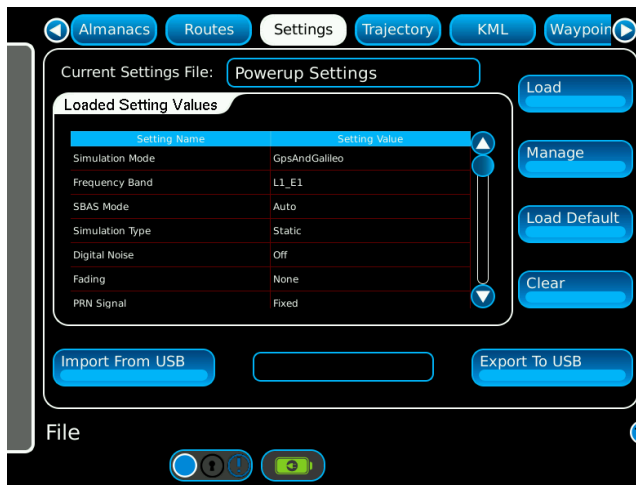 Almanacs Routes Settings Trajectory KML Waypoin
Current Settings File: Powerup Settings
Load
Loaded Setting Values
Setting Name Setting Value
Simulation Mode GpsAndGalileo
Manage
Frequency Band L1_E1
SBAS Mode Auto
Load Default
Simulation Type Static
Digital Noise Off
Fading None
Clear
PRN Signal Fixed
Import From USB Export To USB
File